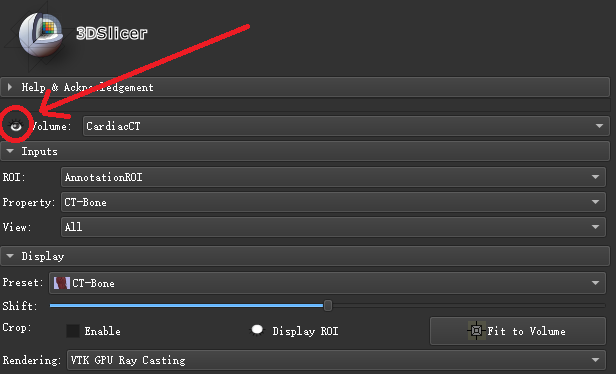 3DSlicer
Help & Acknowledgement
Volume: CardiacCT
Inputs
ROI: AnnotationROI
Property: CT-Bone
View: All
Display
Preset: CT-Bone
Shift:
Crop: Enable Display ROI Fit to Volume
Rendering: VTK GPU Ray Casting